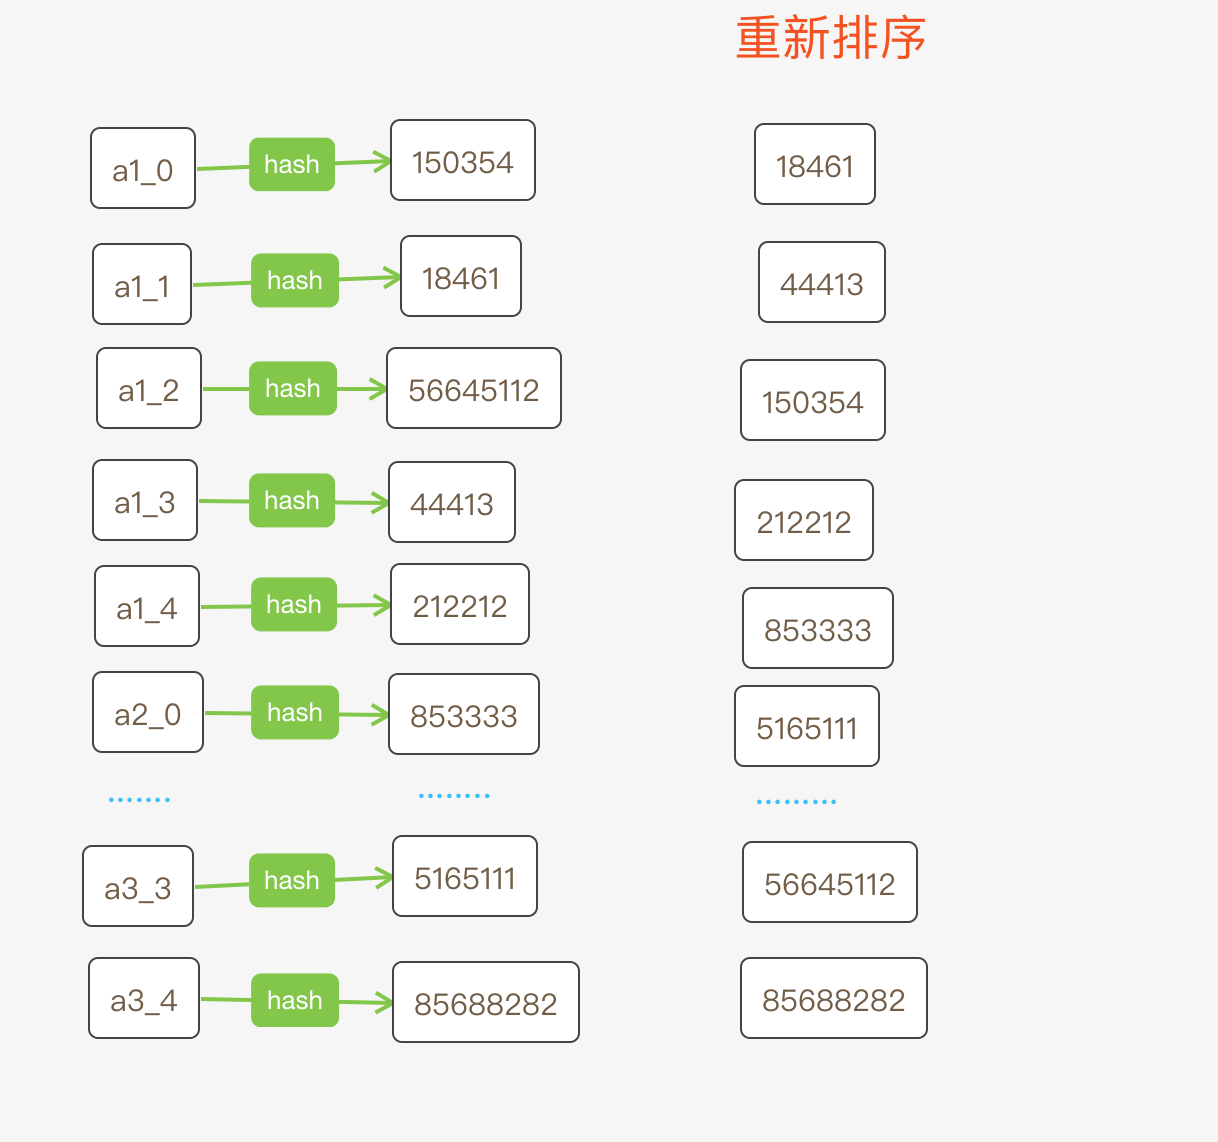 重新排序
a1_0 hash 150354 18461
a1_1 hash 18461 44413
a1_2 hash 56645112 150354
a1_3 hash 44413 212212
a1_4 hash 212212 853333
a2_0 hash 853333 5165111
....... ........ .........
a3_3 hash 5165111 56645112
a3_4 hash 85688282 85688282